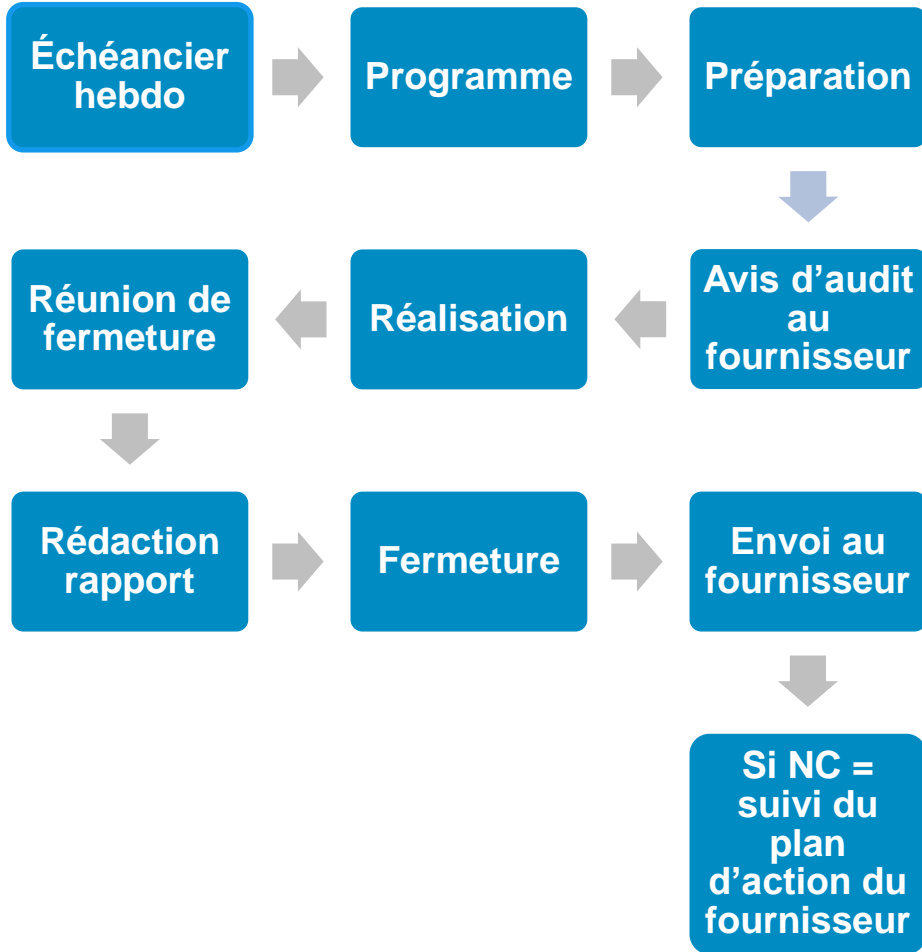 Échéancier
hebdo
Programme
Préparation
Avis d’audit
au
fournisseur
Réalisation
Réunion de
fermeture
Rédaction
rapport
Fermeture
Envoi au
fournisseur
Si NC =
suivi du
plan
d’action du
fournisseur